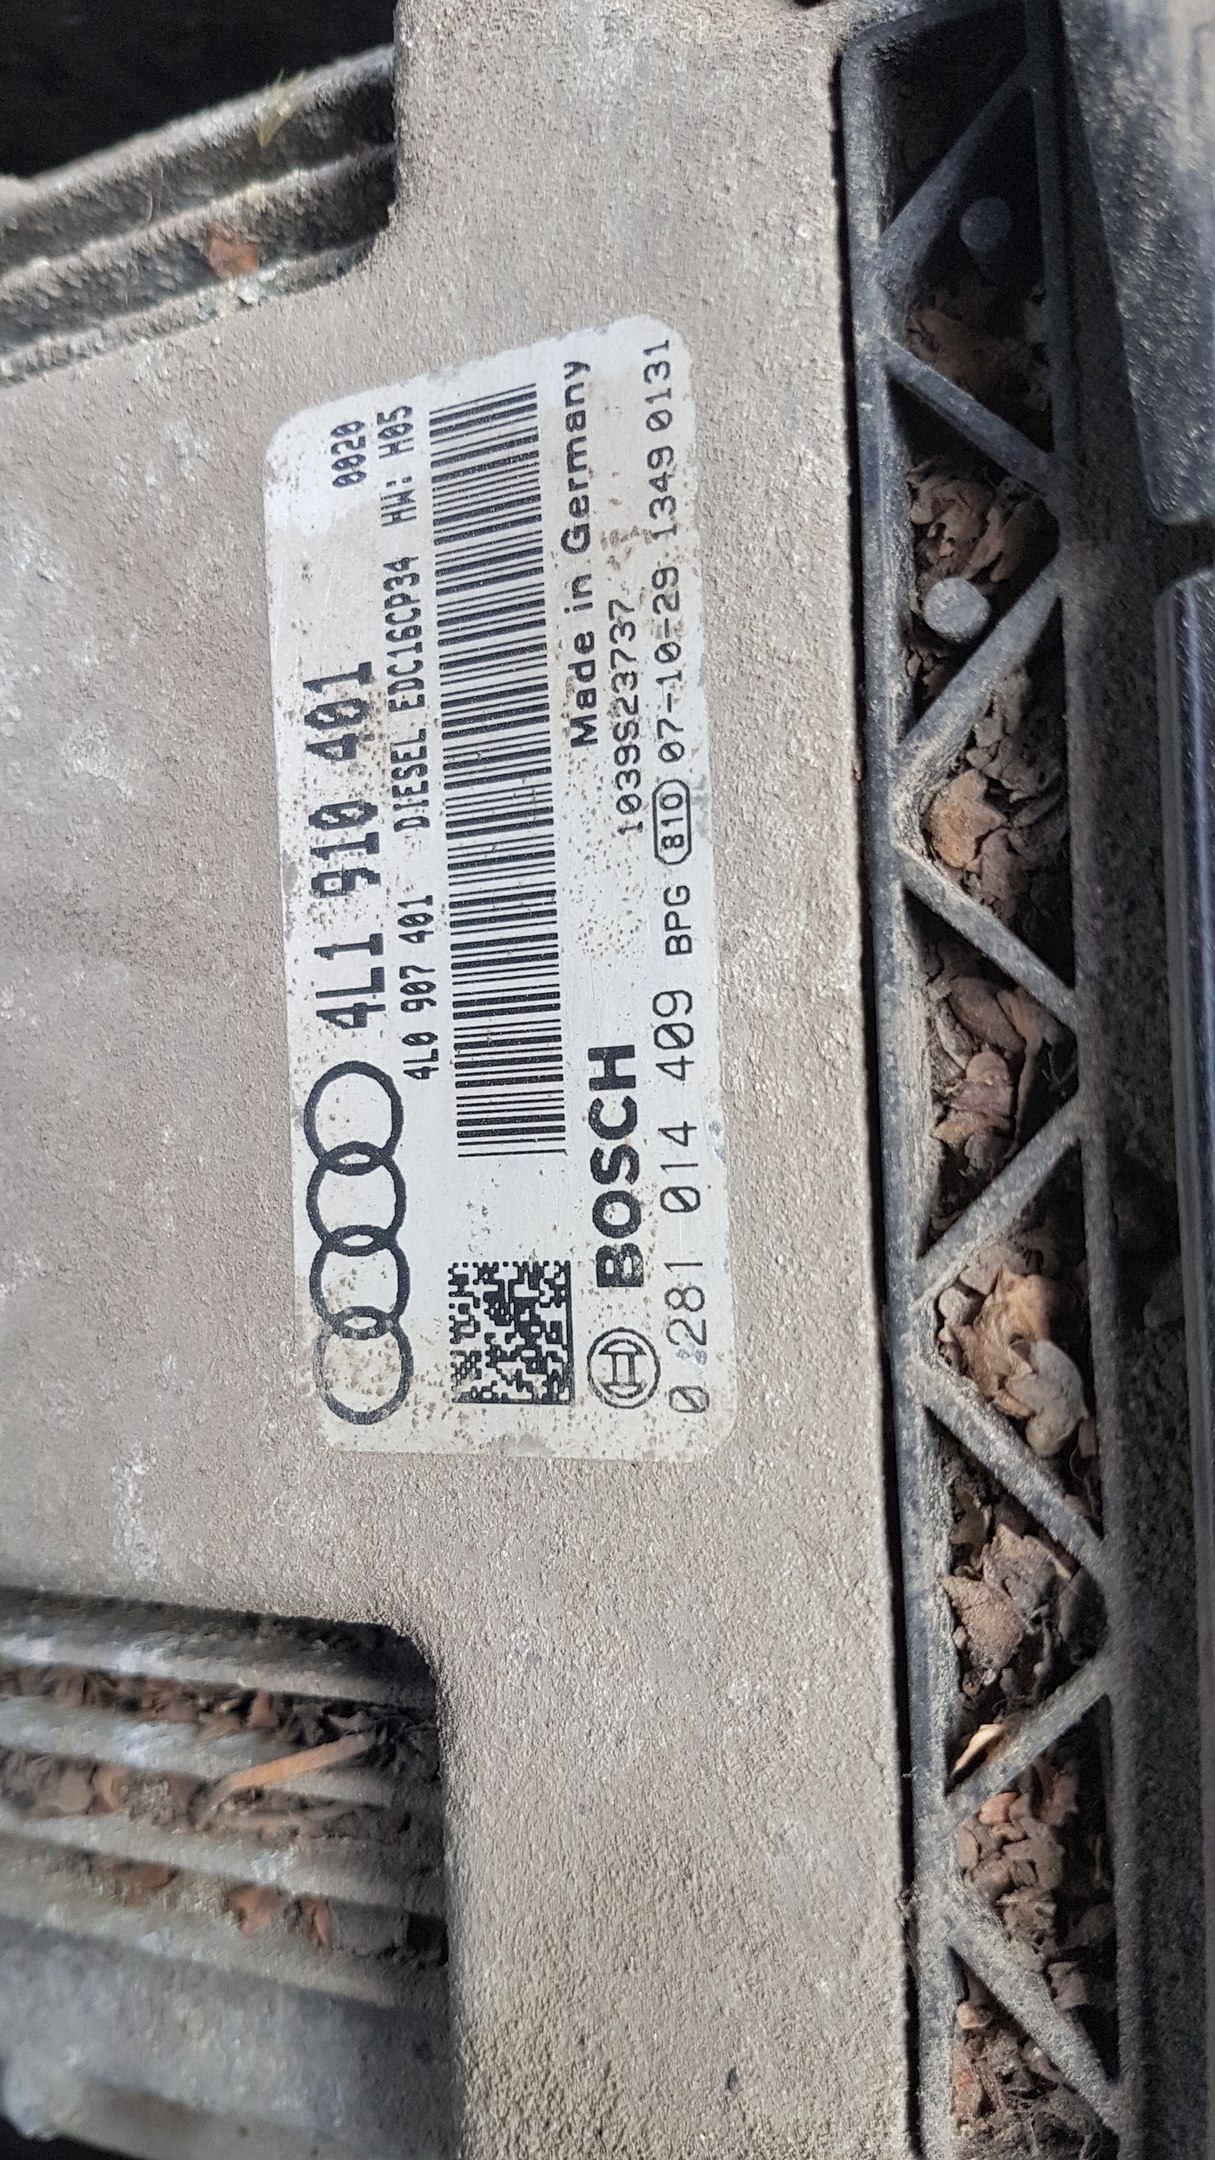 4L1 910 401 0020
4L0 907 401 DIESEL EDC16CP34 HW: H05
BOSCH Made in Germany
1039S23737
0 281 014 409 BPG 810 07-10-29 1349 0131